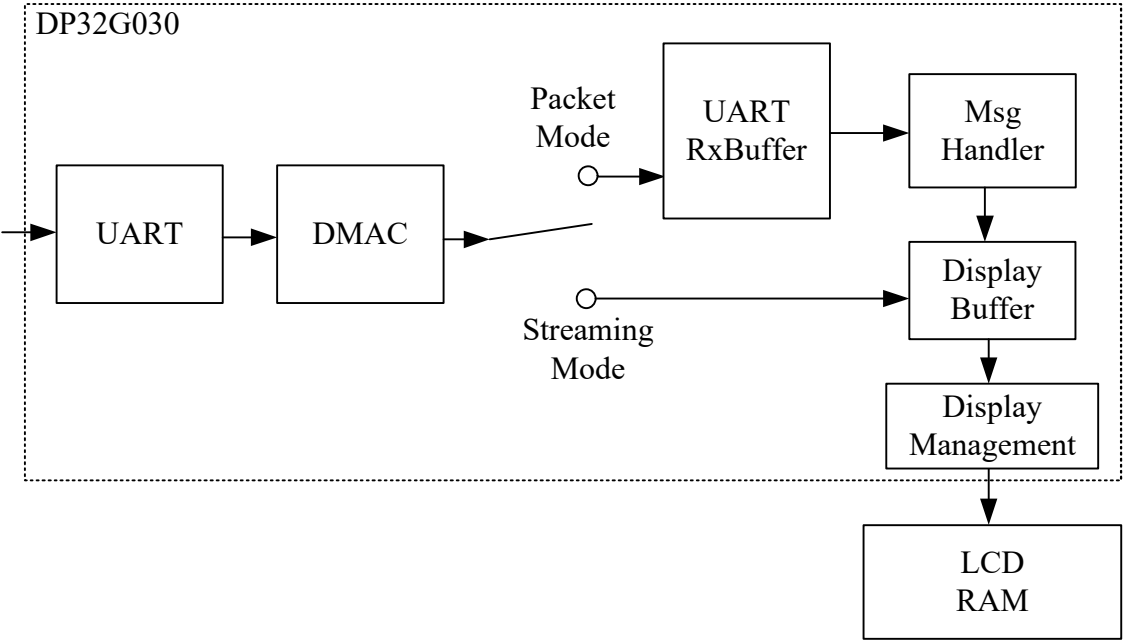 DP32G030
UART
DMAC
Packet
Mode
UART
RxBuffer
Msg
Handler
Streaming
Mode
Display
Buffer
Display
Management
LCD
RAM